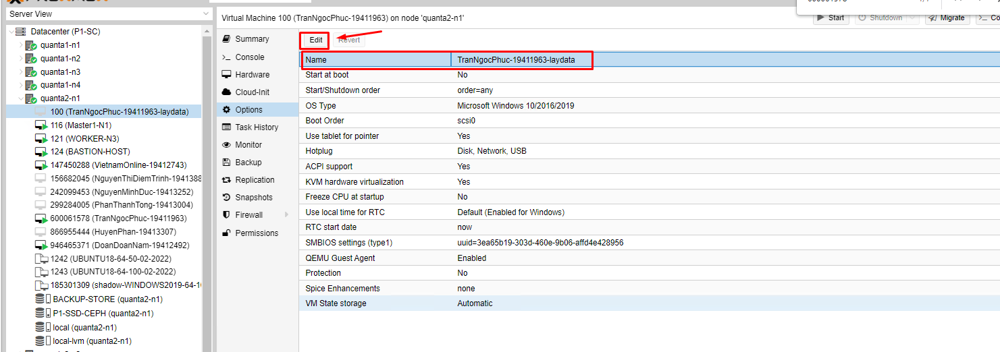 Server View
Datacenter (P1-SC)
quanta1-n1
quanta1-n2
quanta1-n3
quanta1-n4
quanta2-n1
100 (TranNgocPhuc-19411963-laydata)
116 (Master1-N1)
121 (WORKER-N3)
124 (BASTION-HOST)
147450288 (VietnamOnline-19412743)
156682045 (NguyenThiDiemTrinh-1941388
242099453 (NguyenMinhDuc-19413252)
299284005 (PhanThanhTong-19413004)
600061578 (TranNgocPhuc-19411963)
866955444 (HuyenPhan-19413307)
946465371 (DoanDoanNam-19412492)
1242 (UBUNTU18-64-50-02-2022)
1243 (UBUNTU18-64-100-02-2022)
185301309 (shadow-WINDOWS2019-64-10
BACKUP-STORE (quanta2-n1)
P1-SSD-CEPH (quanta2-n1)
local (quanta2-n1)
local-lvm (quanta2-n1)
Virtual Machine 100 (TranNgocPhuc-19411963) on node 'quanta2-n1'
Start
Shutdown
Migrate
Co
Summary
Console
Hardware
Cloud-Init
Options
Task History
Monitor
Backup
Replication
Snapshots
Firewall
Permissions
Edit Revert
Name TranNgocPhuc-19411963-laydata
Start at boot No
Start/Shutdown order order=any
OS Type Microsoft Windows 10/2016/2019
Boot Order scsi0
Use tablet for pointer Yes
Hotplug Disk, Network, USB
ACPI support Yes
KVM hardware virtualization Yes
Freeze CPU at startup No
Use local time for RTC Default (Enabled for Windows)
RTC start date now
SMBIOS settings (type1) uuid=3ea65b19-303d-460e-9b06-affd4e428956
QEMU Guest Agent Enabled
Protection No
Spice Enhancements none
VM State storage Automatic